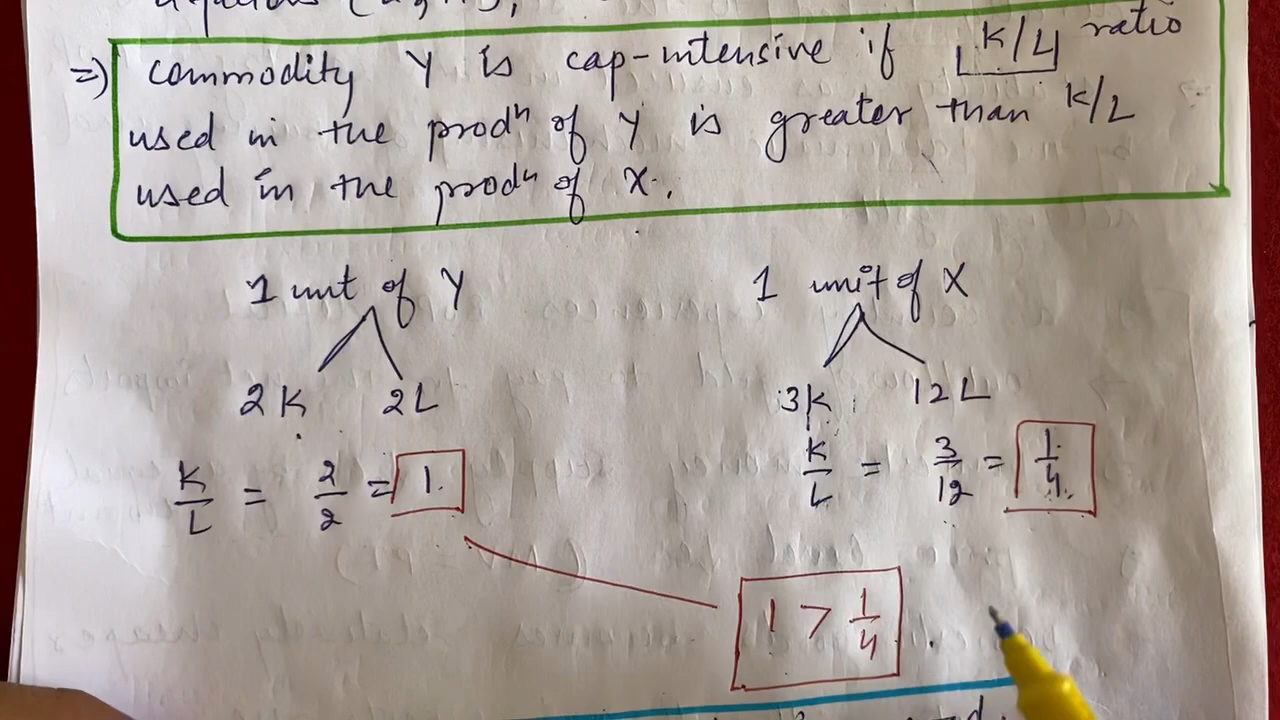 =) commodity Y is cap-intensive if K/L ratio
used in the prodn of Y is greater than K/L
used in the prodn of X.
1 unit of Y
1 unit of X
2K 2L
3K 12L
K/L = 2/2 = 1.
K/L = 3/12 = 1/4.
1 > 1/4